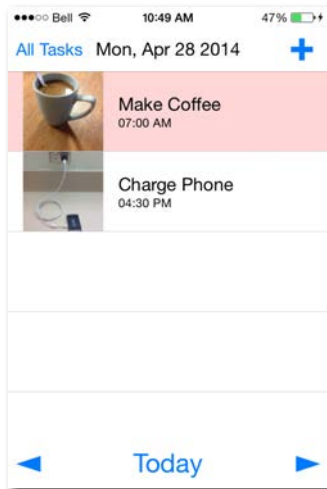 Bell 10:49 AM 47%
All Tasks Mon, Apr 28 2014 +
Make Coffee
07:00 AM
Charge Phone
04:30 PM
Today